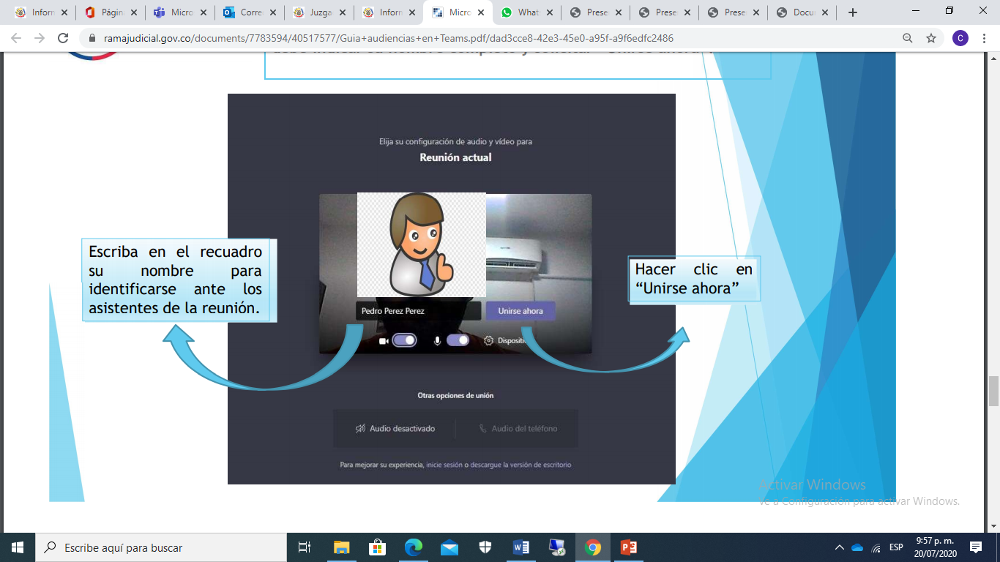 Inform
Página
Micro
Corre
Juzga
Inform
Micro
What
Prese
Prese
Prese
Docu
ramajudicial.gov.co/documents/7783594/40517577/Guia+audiencias+en+Teams.pdf/dad3cce8-42e3-45e0-a95f-a9f6edfc2486
C
Elija su configuración de audio y vídeo para
Reunión actual
Escriba en el recuadro
su nombre para
identificarse ante los
asistentes de la reunión.
Hacer clic en
“Unirse ahora”
Pedro Perez Perez
Unirse ahora
Dispositi
Otras opciones de unión
Audio desactivado
Audio del teléfono
Para mejorar su experiencia, inicie sesión o descargue la versión de escritorio
Activar Windows
Ve a Configuración para activar Windows.
Escribe aquí para buscar
ESP
9:57 p. m.
20/07/2020